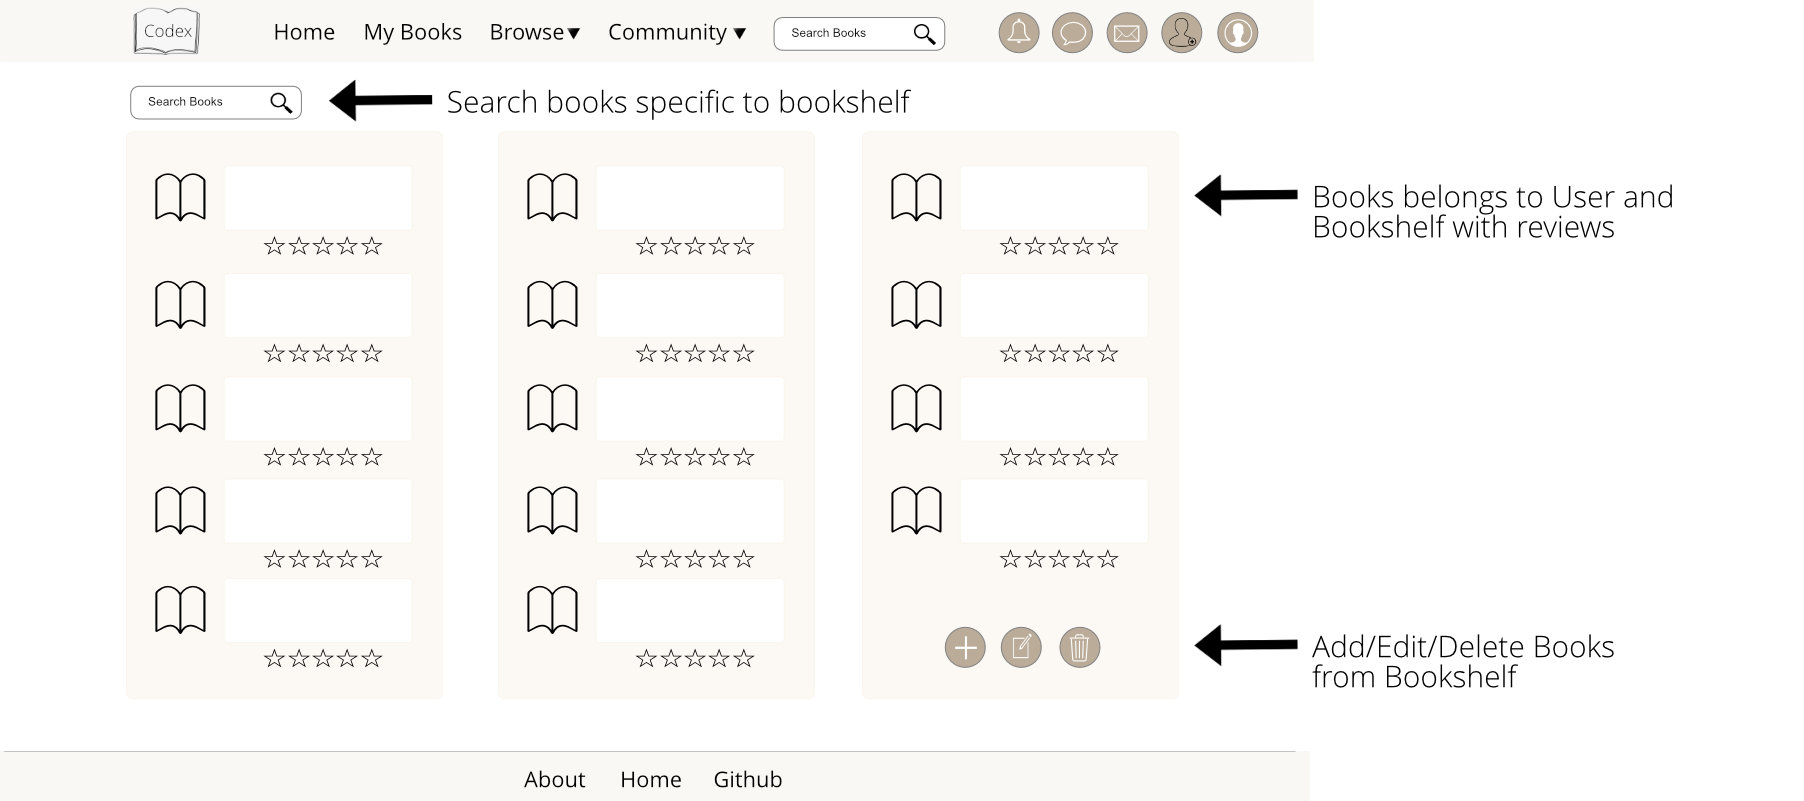 Codex
Home My Books Browse▼ Community ▼ Search Books
Search Books
Search books specific to bookshelf
Books belongs to User and
Bookshelf with reviews
Add/Edit/Delete Books
from Bookshelf
About Home Github